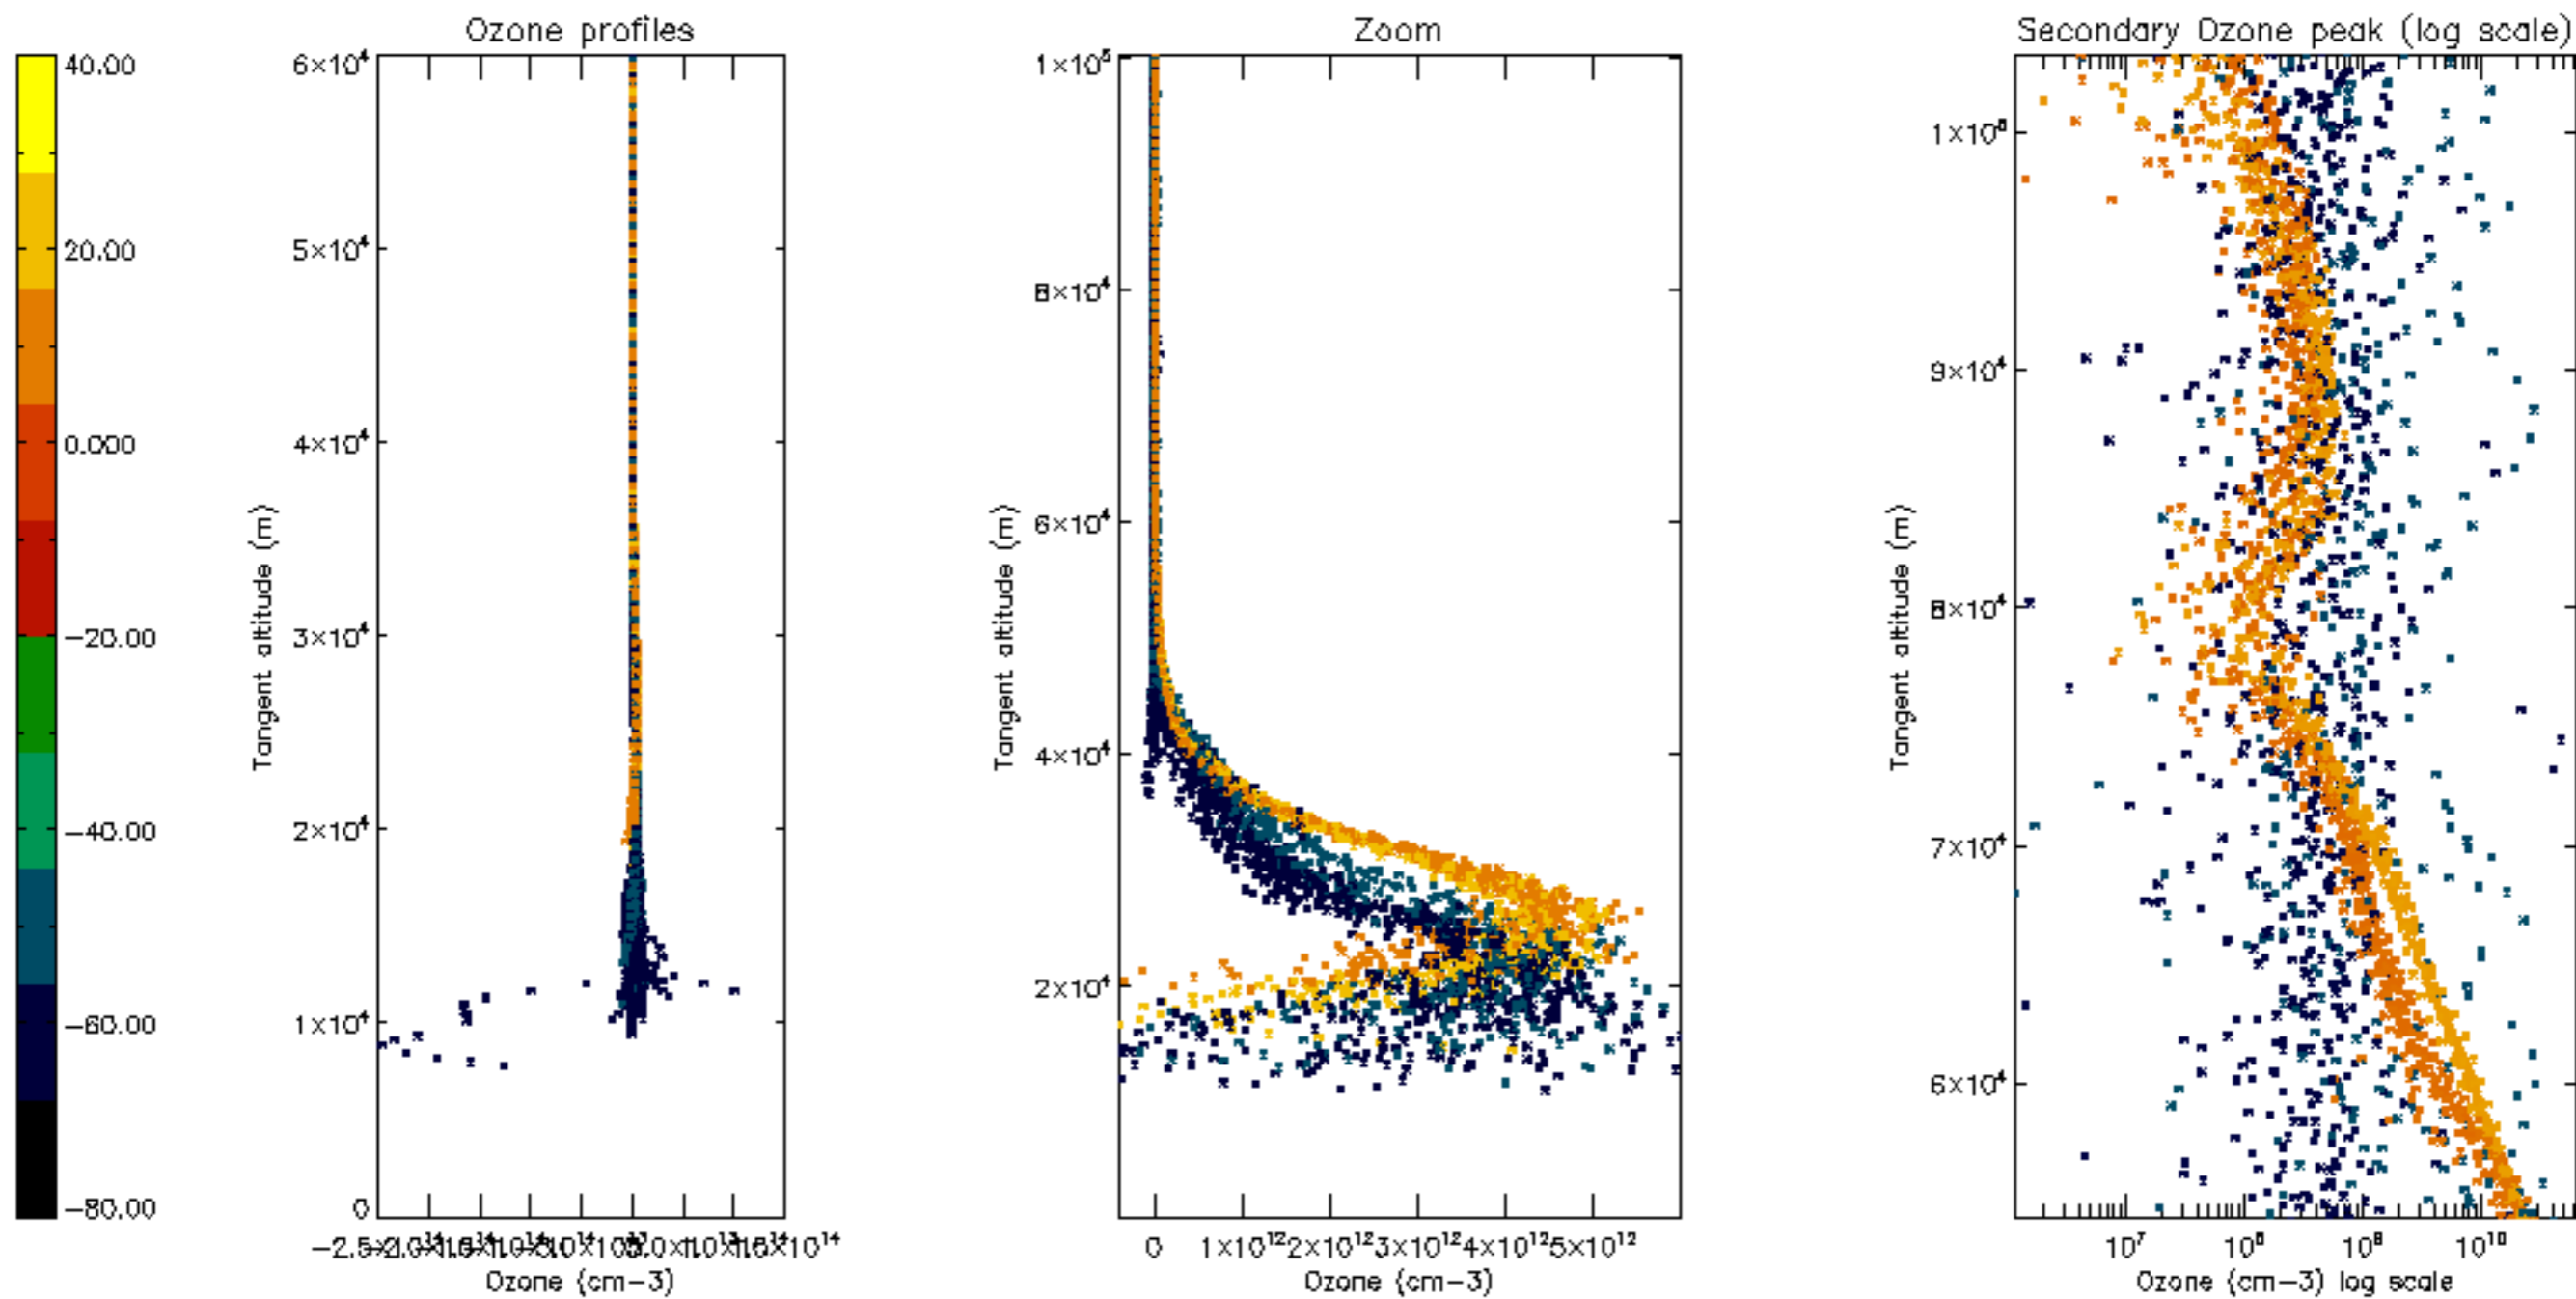 Ozone profiles
Zoom
Secondary Ozone peak (log scale)
40.00
20.00
0.000
−20.00
−40.00
−60.00
−80.00
Tangent altitude (m)
6×10⁴
5×10⁴
4×10⁴
3×10⁴
2×10⁴
1×10⁴
0
Ozone (cm−3)
Tangent altitude (m)
1×10⁵
8×10⁴
6×10⁴
4×10⁴
2×10⁴
0 1×10¹² 2×10¹² 3×10¹² 4×10¹² 5×10¹²
Ozone (cm−3)
Tangent altitude (m)
9×10⁴
8×10⁴
7×10⁴
6×10⁴
10⁷ 10⁸ 10⁹ 10¹⁰
Ozone (cm−3) log scale